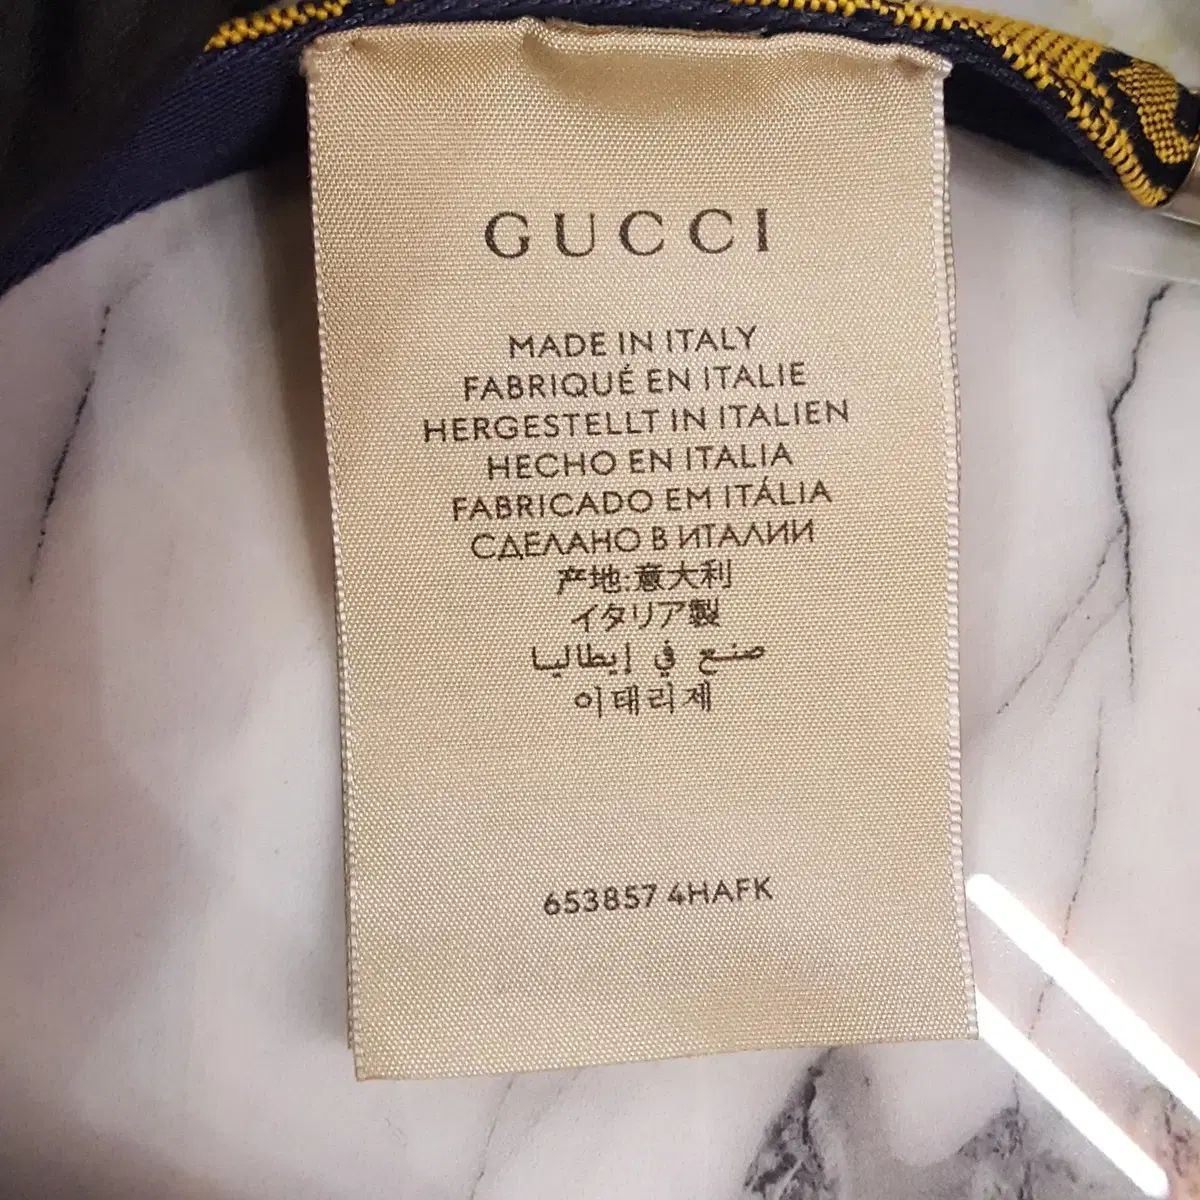 GUCCI
MADE IN ITALY
FABRIQUÉ EN ITALIE
HERGESTELLT IN ITALIEN
HECHO EN ITALIA
FABRICADO EM ITÁLIA
СДЕЛАНО В ИТАЛИИ
产地:意大利
イタリア製
صنع في إيطاليا
이태리제
653857 4HAFK